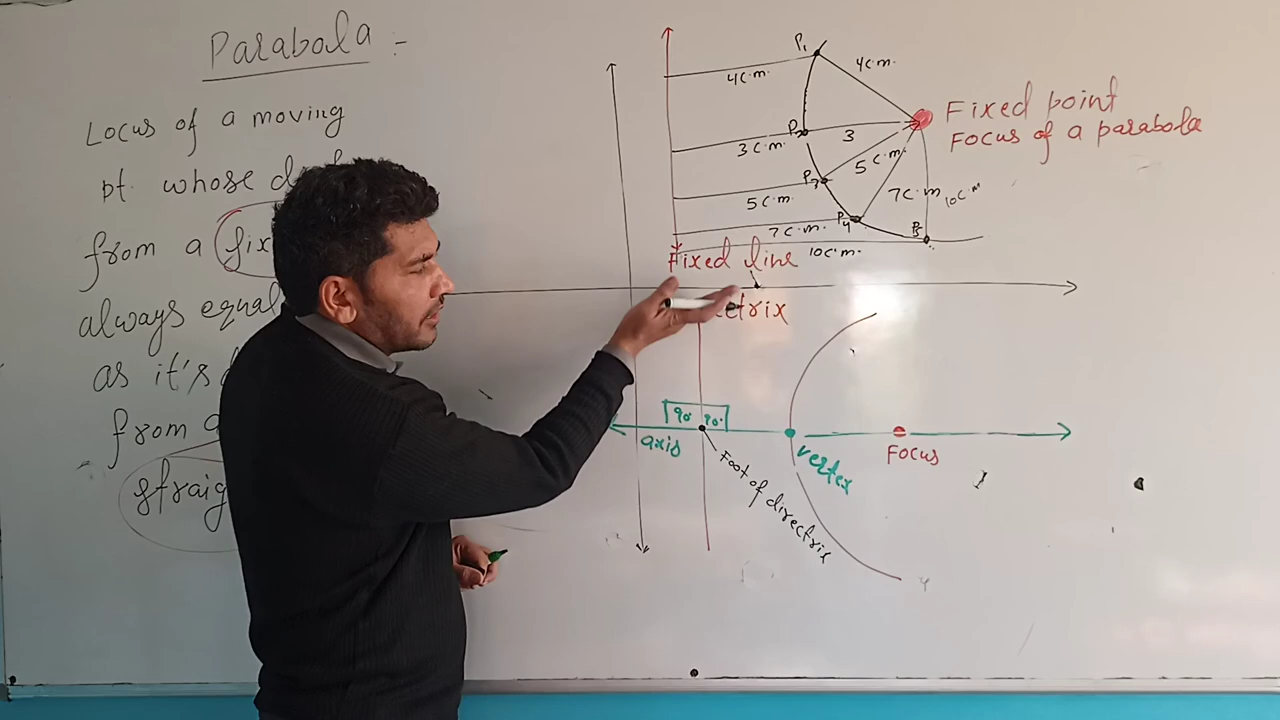 Parabola :-
Locus of a moving
pt. whose
from a fix
always equal
as it's
from a
straig
P1
4c.m.
4c.m.
P2
3c.m.
3
P3
5c.m.
5c.m.
P4
7c.m.
7c.m
P5
10c.m.
10c.m
Fixed point
Focus of a parabola
Fixed line
ctrix
90°
90°
axis
vertex
Focus
Foot of directrix